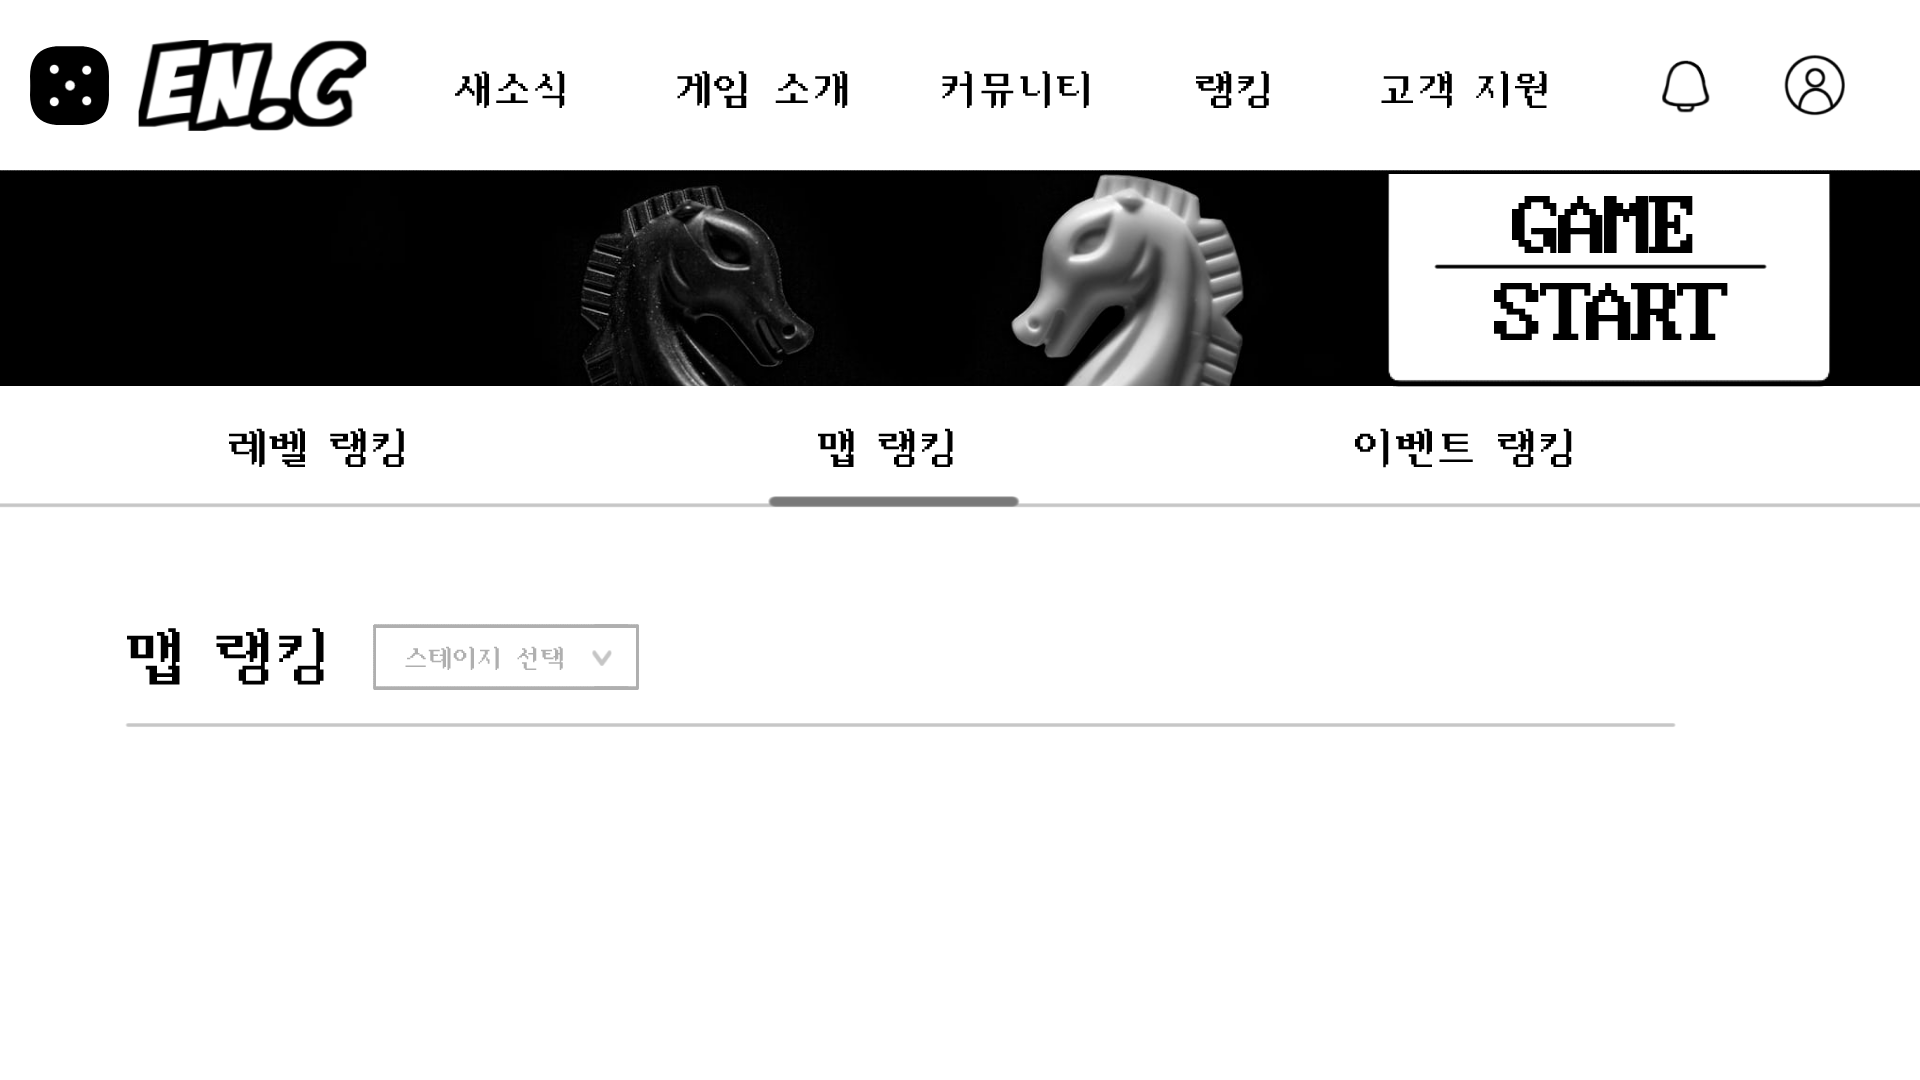 EN.C
새소식
게임 소개
커뮤니티
랭킹
고객 지원
GAME
START
레벨 랭킹
맵 랭킹
이벤트 랭킹
맵 랭킹
스테이지 선택